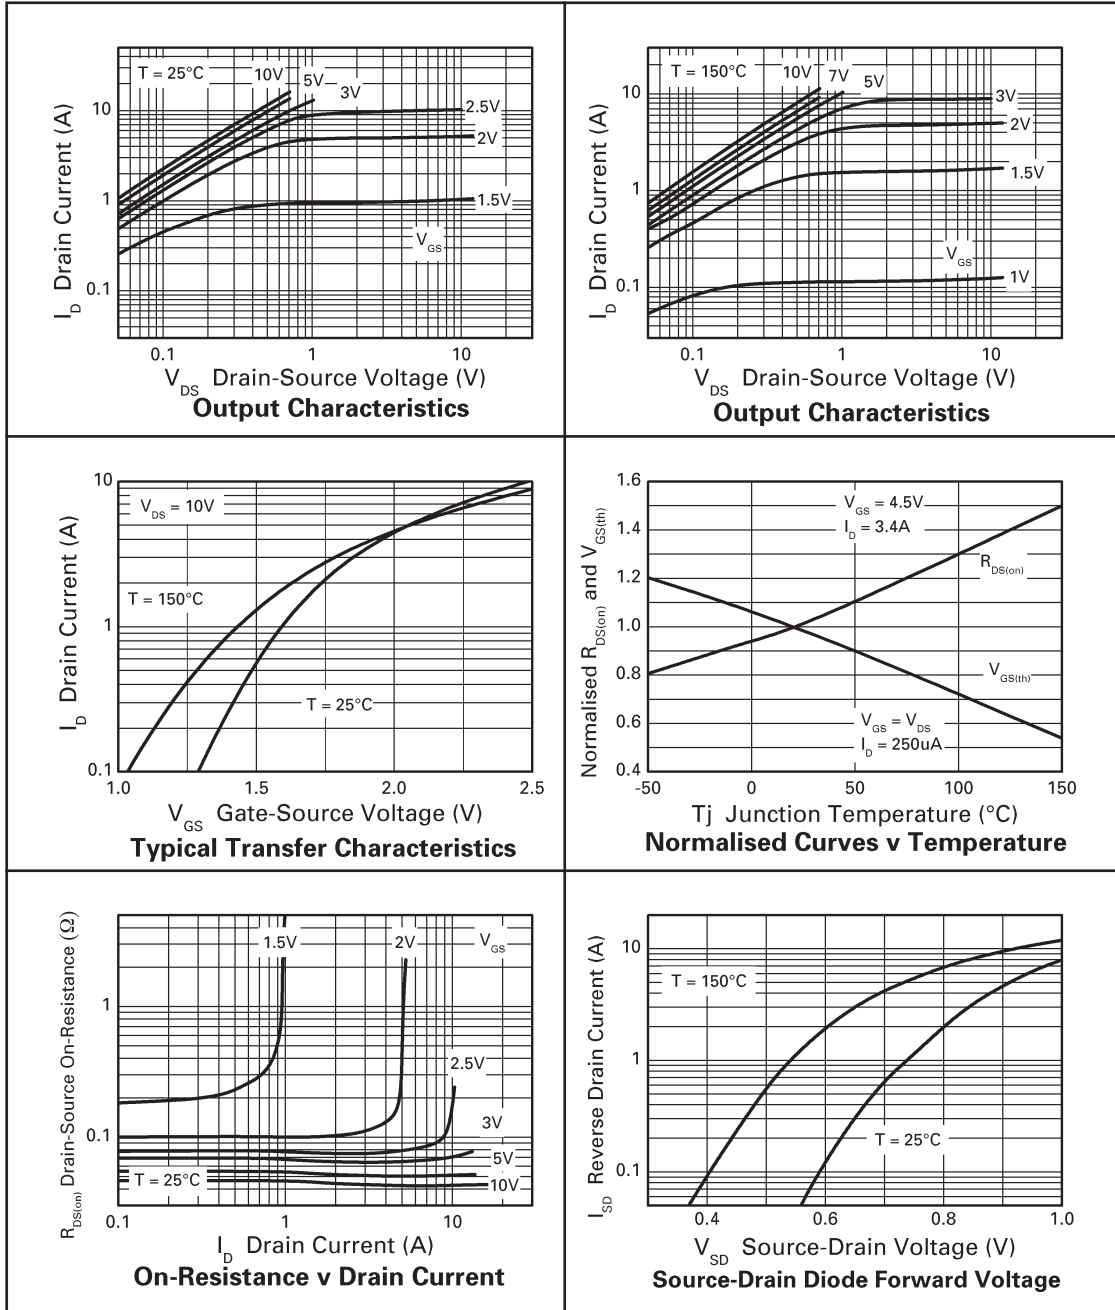 T = 25°C
10V
5V
3V
2.5V
2V
1.5V
V_GS
10
1
0.1
I_D Drain Current (A)
0.1 1 10
V_DS Drain-Source Voltage (V)
Output Characteristics
T = 150°C
10V
7V
5V
3V
2V
1.5V
V_GS
1V
10
1
0.1
I_D Drain Current (A)
0.1 1 10
V_DS Drain-Source Voltage (V)
Output Characteristics
V_DS = 10V
T = 150°C
T = 25°C
10
1
0.1
I_D Drain Current (A)
1.0 1.5 2.0 2.5
V_GS Gate-Source Voltage (V)
Typical Transfer Characteristics
V_GS = 4.5V
I_D = 3.4A
R_DS(on)
V_GS(th)
V_GS = V_DS
I_D = 250uA
1.6
1.4
1.2
1.0
0.8
0.6
0.4
Normalised R_DS(on) and V_GS(th)
-50 0 50 100 150
Tj Junction Temperature (°C)
Normalised Curves v Temperature
1.5V
2V
V_GS
2.5V
3V
5V
T = 25°C
10V
1
0.1
R_DS(on) Drain-Source On-Resistance (Ω)
0.1 1 10
I_D Drain Current (A)
On-Resistance v Drain Current
T = 150°C
T = 25°C
10
1
0.1
I_SD Reverse Drain Current (A)
0.4 0.6 0.8 1.0
V_SD Source-Drain Voltage (V)
Source-Drain Diode Forward Voltage